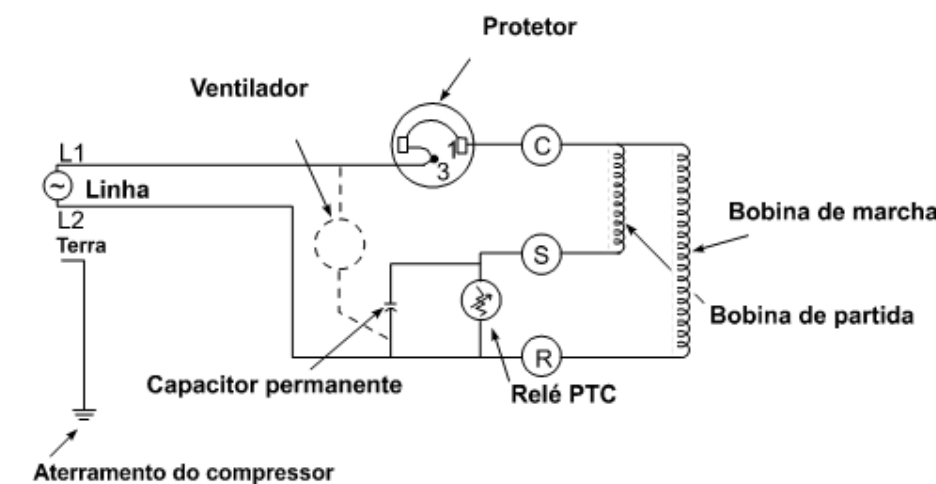 Protetor
Ventilador
L1
1
C
3
Linha
~
L2
Terra
S
Bobina de marcha
Bobina de partida
R
Capacitor permanente
Relé PTC
Aterramento do compressor